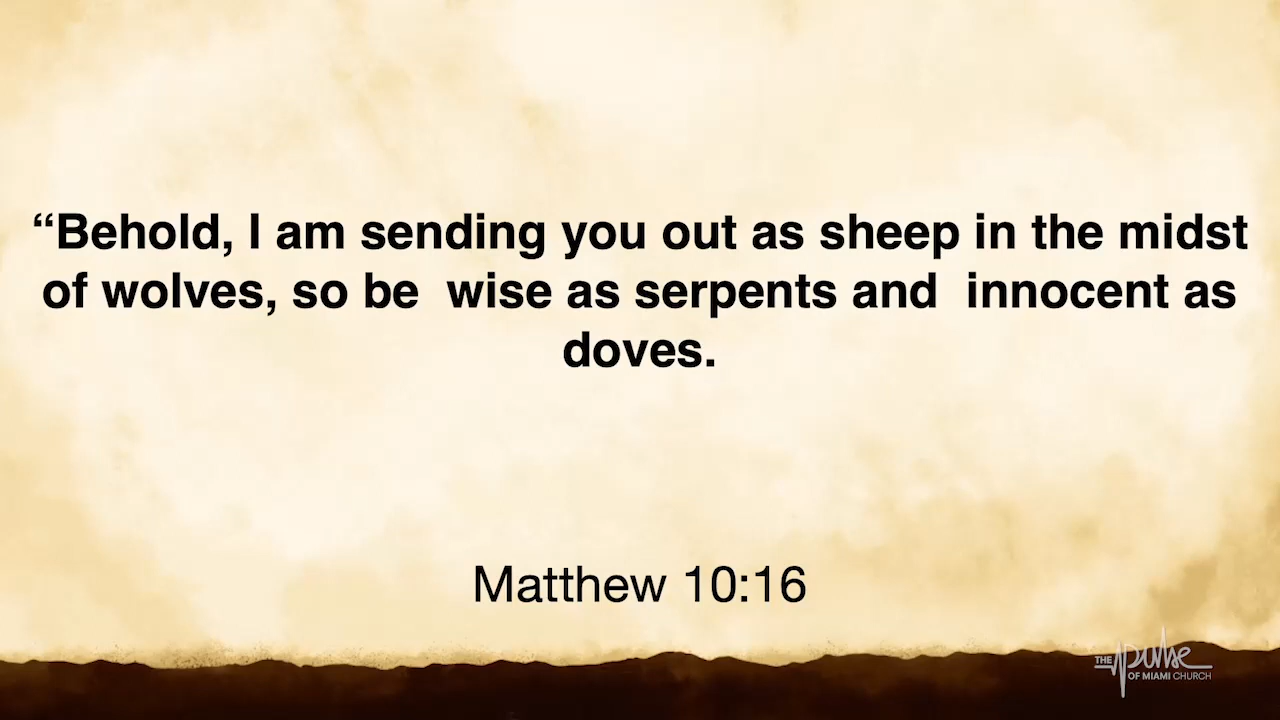 “Behold, I am sending you out as sheep in the midst
of wolves, so be  wise as serpents and  innocent as
doves.
Matthew 10:16
THE pulse
OF MIAMI CHURCH